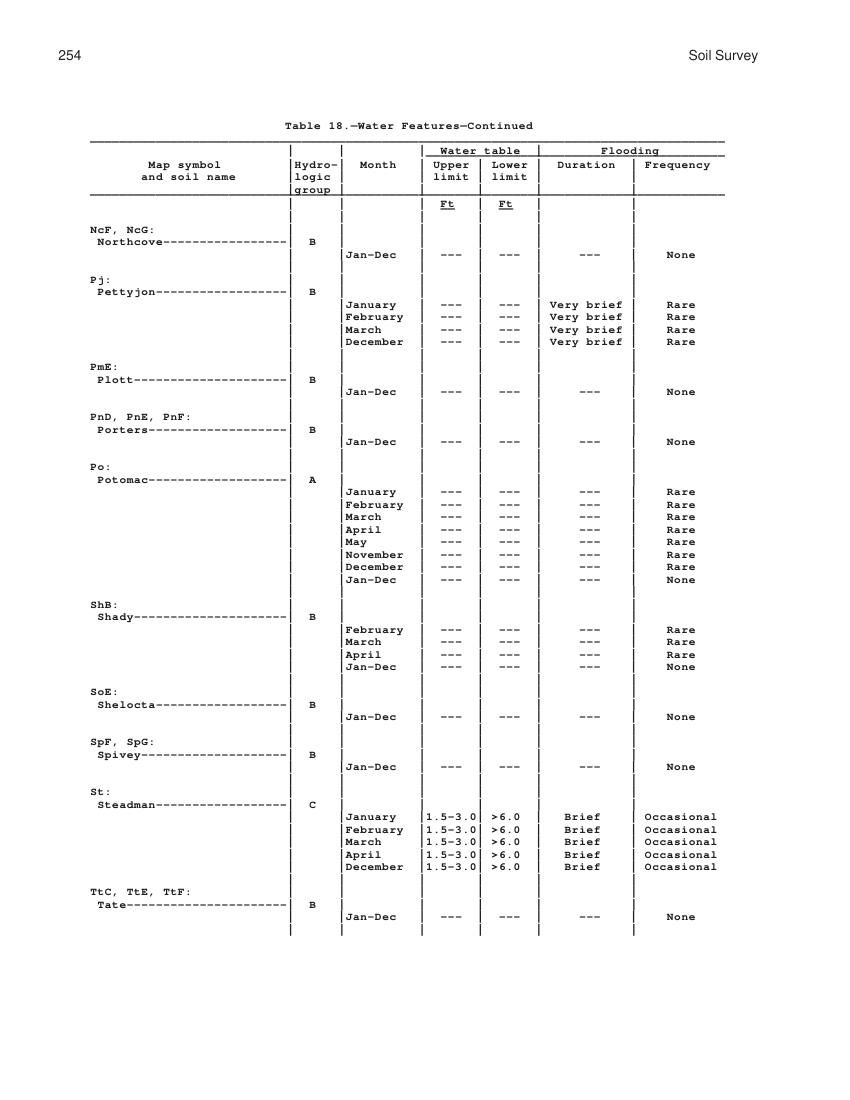 254
Soil Survey
Table 18.—Water Features—Continued
Water table | Flooding
Map symbol | Hydro- | Month | Upper | Lower | Duration | Frequency
and soil name | logic | limit | limit
group
Ft | Ft
NcF, NcG:
Northcove------------------ | B
Jan-Dec | --- | --- | --- | None
Pj:
Pettyjon------------------- | B
January | --- | --- | Very brief | Rare
February | --- | --- | Very brief | Rare
March | --- | --- | Very brief | Rare
December | --- | --- | Very brief | Rare
PmE:
Plott---------------------- | B
Jan-Dec | --- | --- | --- | None
PnD, PnE, PnF:
Porters-------------------- | B
Jan-Dec | --- | --- | --- | None
Po:
Potomac-------------------- | A
January | --- | --- | --- | Rare
February | --- | --- | --- | Rare
March | --- | --- | --- | Rare
April | --- | --- | --- | Rare
May | --- | --- | --- | Rare
November | --- | --- | --- | Rare
December | --- | --- | --- | Rare
Jan-Dec | --- | --- | --- | None
ShB:
Shady---------------------- | B
February | --- | --- | --- | Rare
March | --- | --- | --- | Rare
April | --- | --- | --- | Rare
Jan-Dec | --- | --- | --- | None
SoE:
Shelocta------------------- | B
Jan-Dec | --- | --- | --- | None
SpF, SpG:
Spivey--------------------- | B
Jan-Dec | --- | --- | --- | None
St:
Steadman------------------- | C
January | 1.5-3.0 | >6.0 | Brief | Occasional
February | 1.5-3.0 | >6.0 | Brief | Occasional
March | 1.5-3.0 | >6.0 | Brief | Occasional
April | 1.5-3.0 | >6.0 | Brief | Occasional
December | 1.5-3.0 | >6.0 | Brief | Occasional
TtC, TtE, TtF:
Tate----------------------- | B
Jan-Dec | --- | --- | --- | None